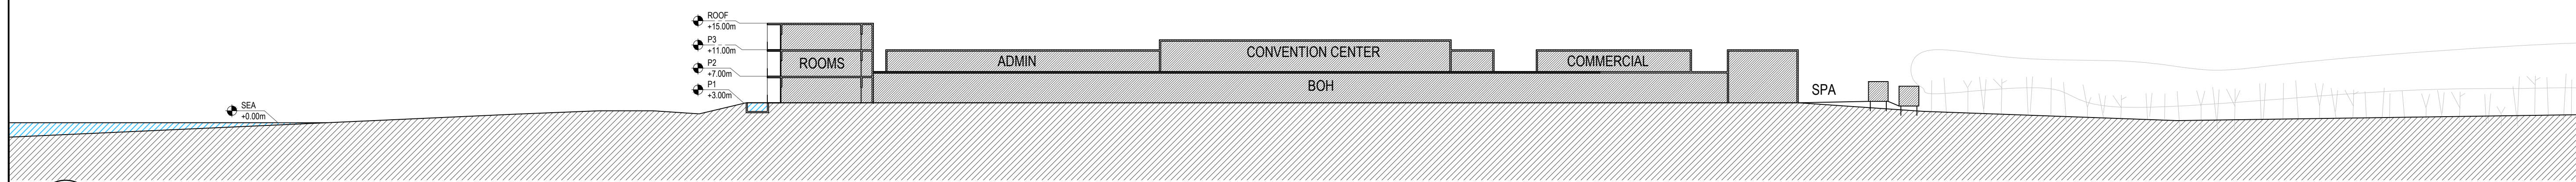 ROOF
+15.00m
P3
+11.00m
P2
+7.00m
P1
+3.00m
SEA
+0.00m
ROOMS
ADMIN
CONVENTION CENTER
COMMERCIAL
BOH
SPA